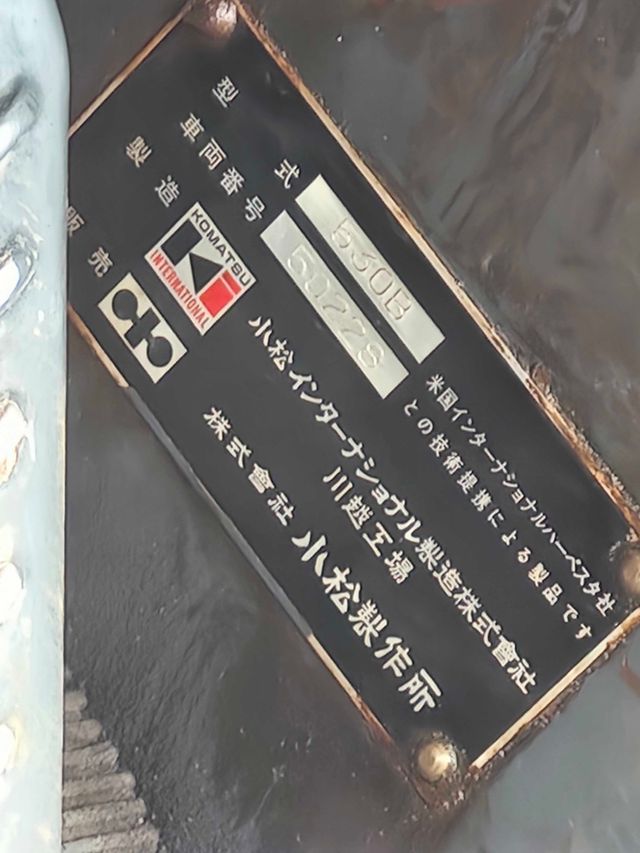 型式 530B
車両番号 50228
米国インターナショナルハーベスタ社
との技術提携による製品です
製造
KOMATSU
INTERNATIONAL
小松インターナショナル製造株式會社
川越工場
販売
株式會社 小松製作所